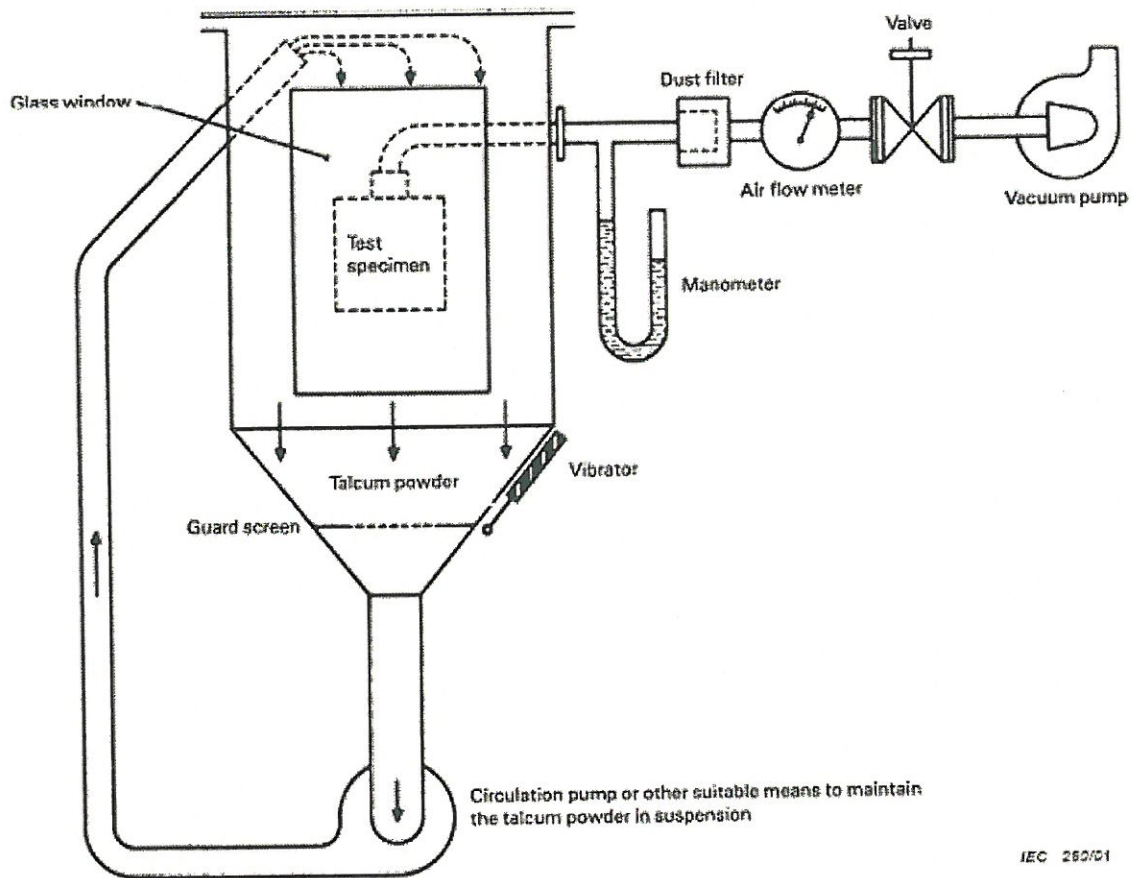 Valve
Dust filter
Glass window
Air flow meter
Vacuum pump
Test
specimen
Manometer
Talcum powder
Vibrator
Guard screen
Circulation pump or other suitable means to maintain
the talcum powder in suspension
IEC